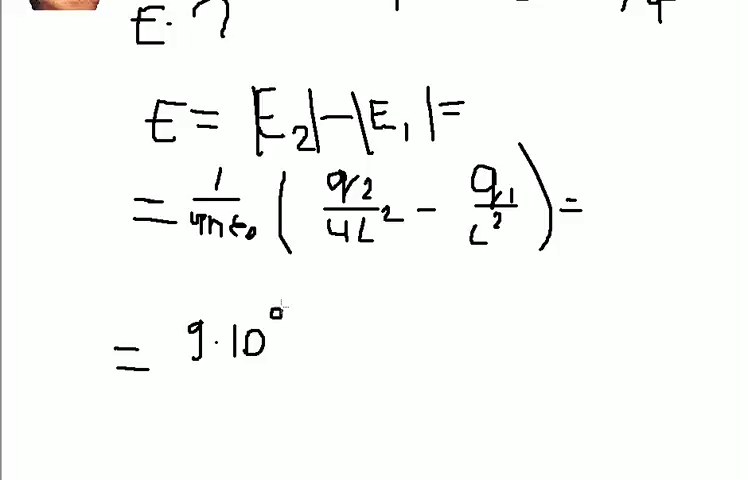 E. ?
E = |E₂| - |E₁| =
= 1/4πε₀ ( q₂/4L² - q₁/L² ) =
= 9·10